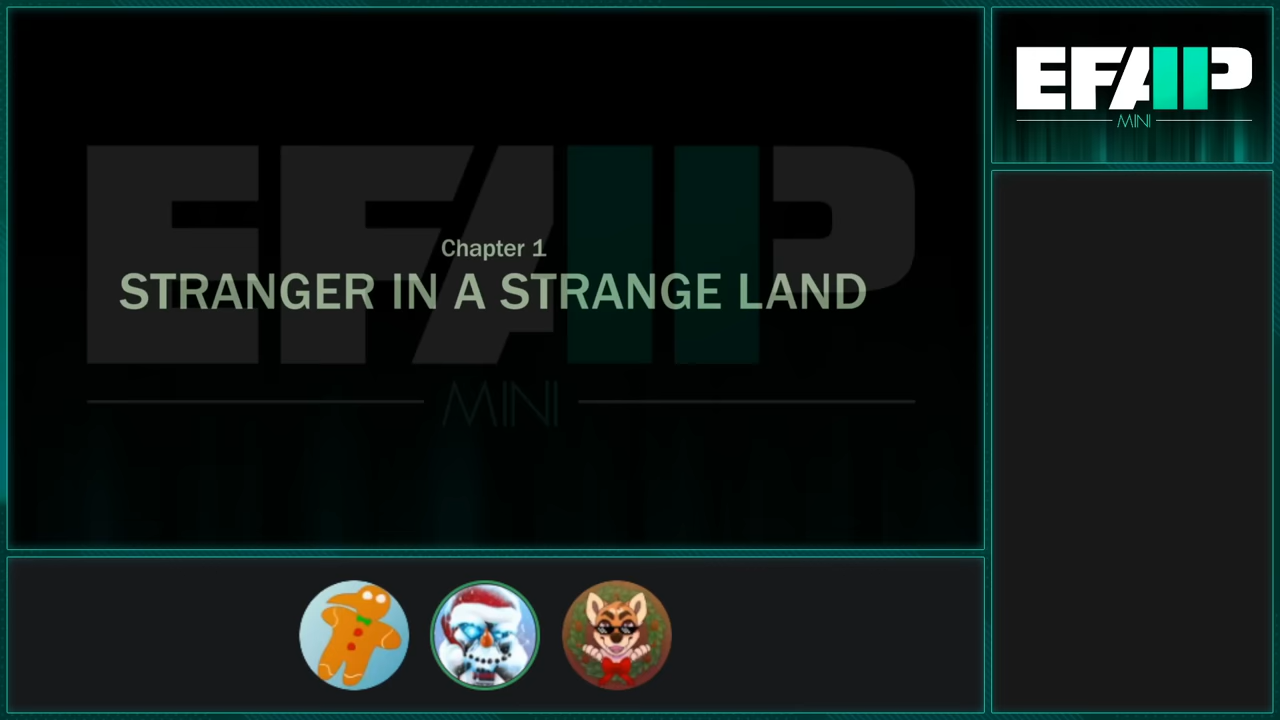 Chapter 1
STRANGER IN A STRANGE LAND
EFAP
MINI
EFAP
MINI